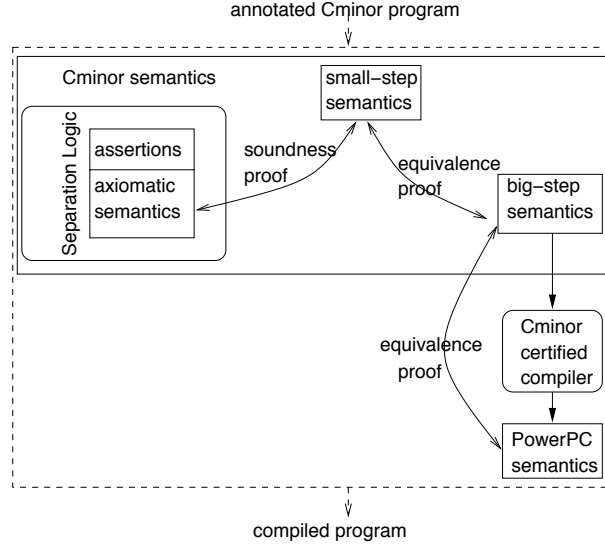 annotated Cminor program
Cminor semantics
small–step
semantics
Separation Logic
assertions
axiomatic
semantics
soundness
proof
equivalence
proof
big–step
semantics
equivalence
proof
Cminor
certified
compiler
PowerPC
semantics
compiled program